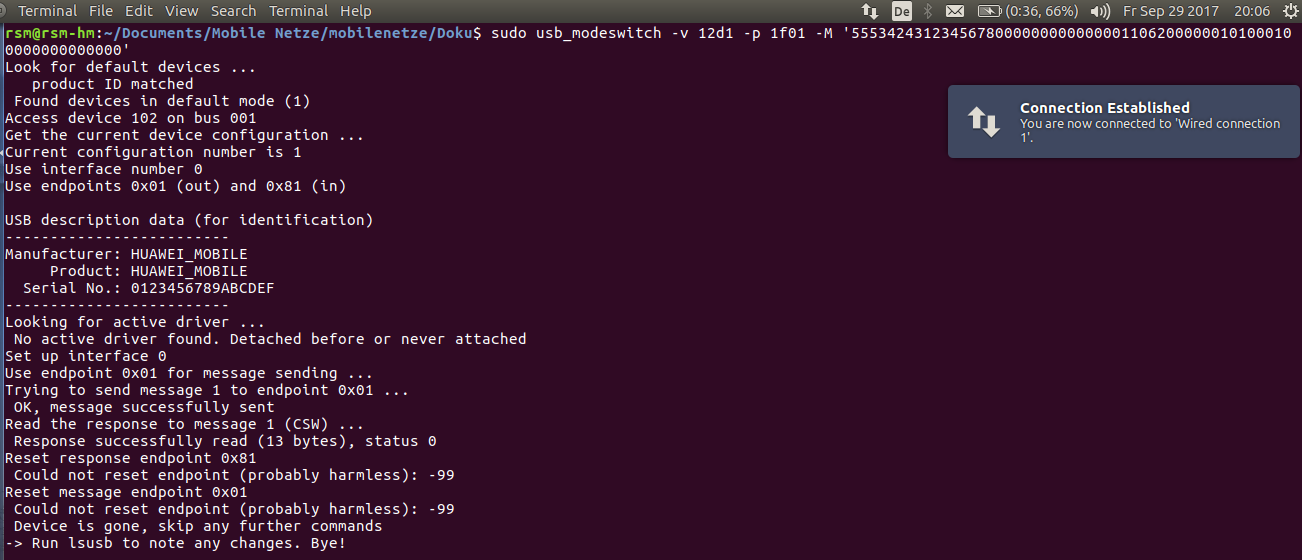 Terminal File Edit View Search Terminal Help De (0:36, 66%) Fr Sep 29 2017 20:06
rsm@rsm-hm:~/Documents/Mobile Netze/mobilenetze/Doku$ sudo usb_modeswitch -v 12d1 -p 1f01 -M '55534243123456780000000000000011062000000101000100
0000000000000'
Look for default devices ...
product ID matched
Found devices in default mode (1)
Access device 102 on bus 001
Get the current device configuration ...
Current configuration number is 1
Use interface number 0
Use endpoints 0x01 (out) and 0x81 (in)
USB description data (for identification)
-------------------------
Manufacturer: HUAWEI_MOBILE
Product: HUAWEI_MOBILE
Serial No.: 0123456789ABCDEF
-------------------------
Looking for active driver ...
No active driver found. Detached before or never attached
Set up interface 0
Use endpoint 0x01 for message sending ...
Trying to send message 1 to endpoint 0x01 ...
OK, message successfully sent
Read the response to message 1 (CSW) ...
Response successfully read (13 bytes), status 0
Reset response endpoint 0x81
Could not reset endpoint (probably harmless): -99
Reset message endpoint 0x01
Could not reset endpoint (probably harmless): -99
Device is gone, skip any further commands
-> Run lsusb to note any changes. Bye!
Connection Established
You are now connected to 'Wired connection
1'.